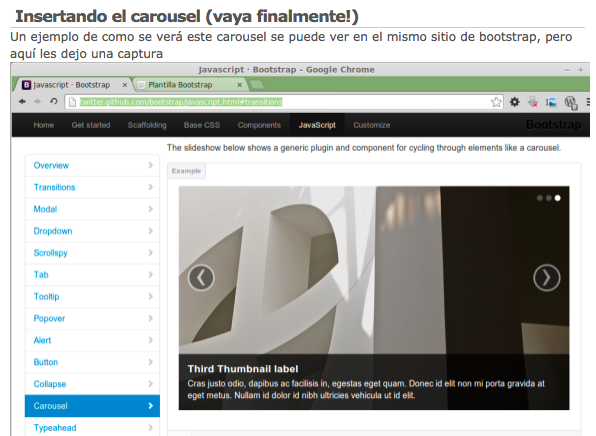 Insertando el carousel (vaya finalmente!)
Un ejemplo de como se verá este carousel se puede ver en el mismo sitio de bootstrap, pero
aquí les dejo una captura
Javascript · Bootstrap - Google Chrome
Javascript · Bootstrap
Plantilla Bootstrap
twitter.github.com/bootstrap/javascript.html#transitions
Home Get started Scaffolding Base CSS Components JavaScript Customize Bootstrap
The slideshow below shows a generic plugin and component for cycling through elements like a carousel.
Overview
Transitions
Modal
Dropdown
Scrollspy
Tab
Tooltip
Popover
Alert
Button
Collapse
Carousel
Typeahead
Example
Third Thumbnail label
Cras justo odio, dapibus ac facilisis in, egestas eget quam. Donec id elit non mi porta gravida at
eget metus. Nullam id dolor id nibh ultricies vehicula ut id elit.